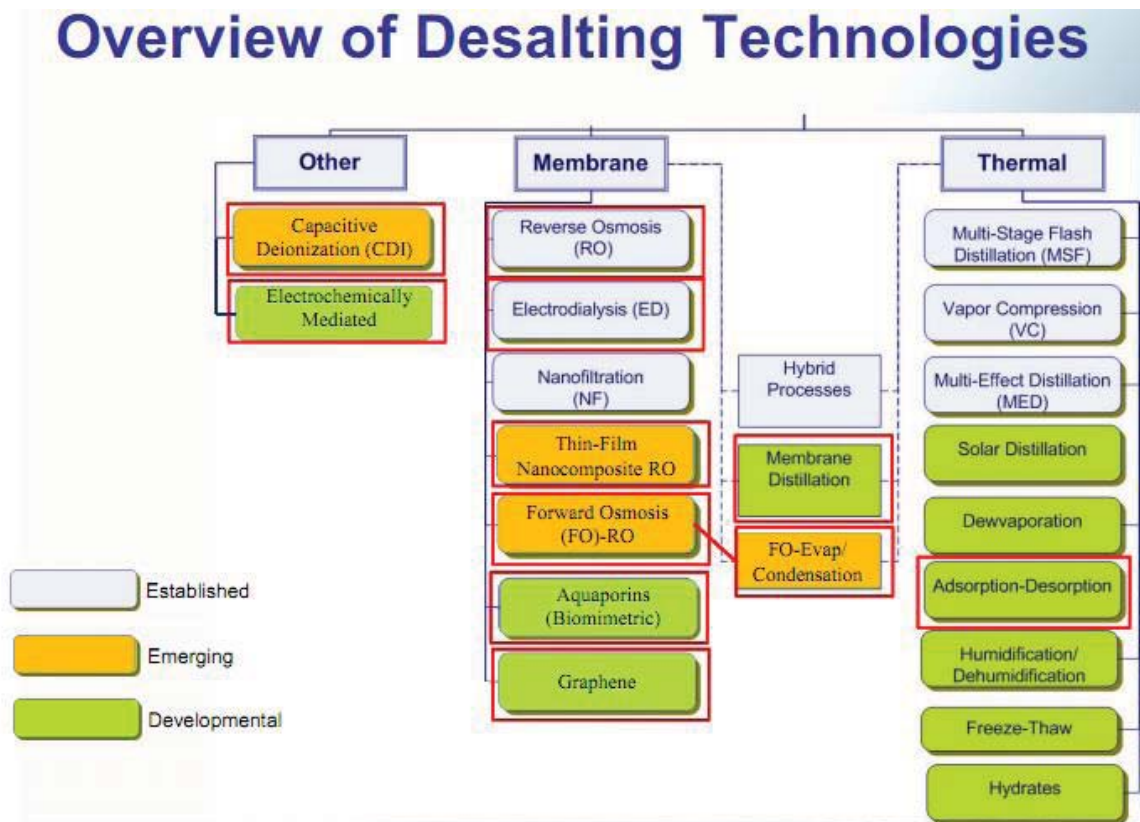 Overview of Desalting Technologies
Other
Membrane
Thermal
Capacitive
Deionization (CDI)
Electrochemically
Mediated
Reverse Osmosis
(RO)
Electrodialysis (ED)
Nanofiltration
(NF)
Thin-Film
Nanocomposite RO
Forward Osmosis
(FO)-RO
Aquaporins
(Biomimetric)
Graphene
Hybrid
Processes
Membrane
Distillation
FO-Evap/
Condensation
Multi-Stage Flash
Distillation (MSF)
Vapor Compression
(VC)
Multi-Effect Distillation
(MED)
Solar Distillation
Dewvaporation
Adsorption-Desorption
Humidification/
Dehumidification
Freeze-Thaw
Hydrates
Established
Emerging
Developmental